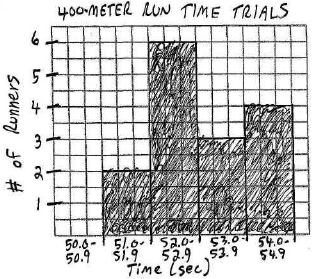 400-METER RUN TIME TRIALS
# of Runners
6
5
4
3
2
1
50.0- 51.0- 52.0- 53.0- 54.0-
50.9 51.9 52.9 53.9 54.9
Time (sec)